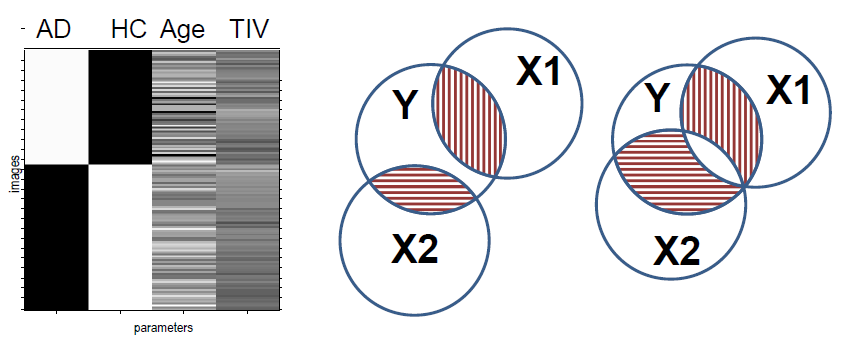 AD HC Age TIV
images
parameters
Y X1
X2
Y X1
X2